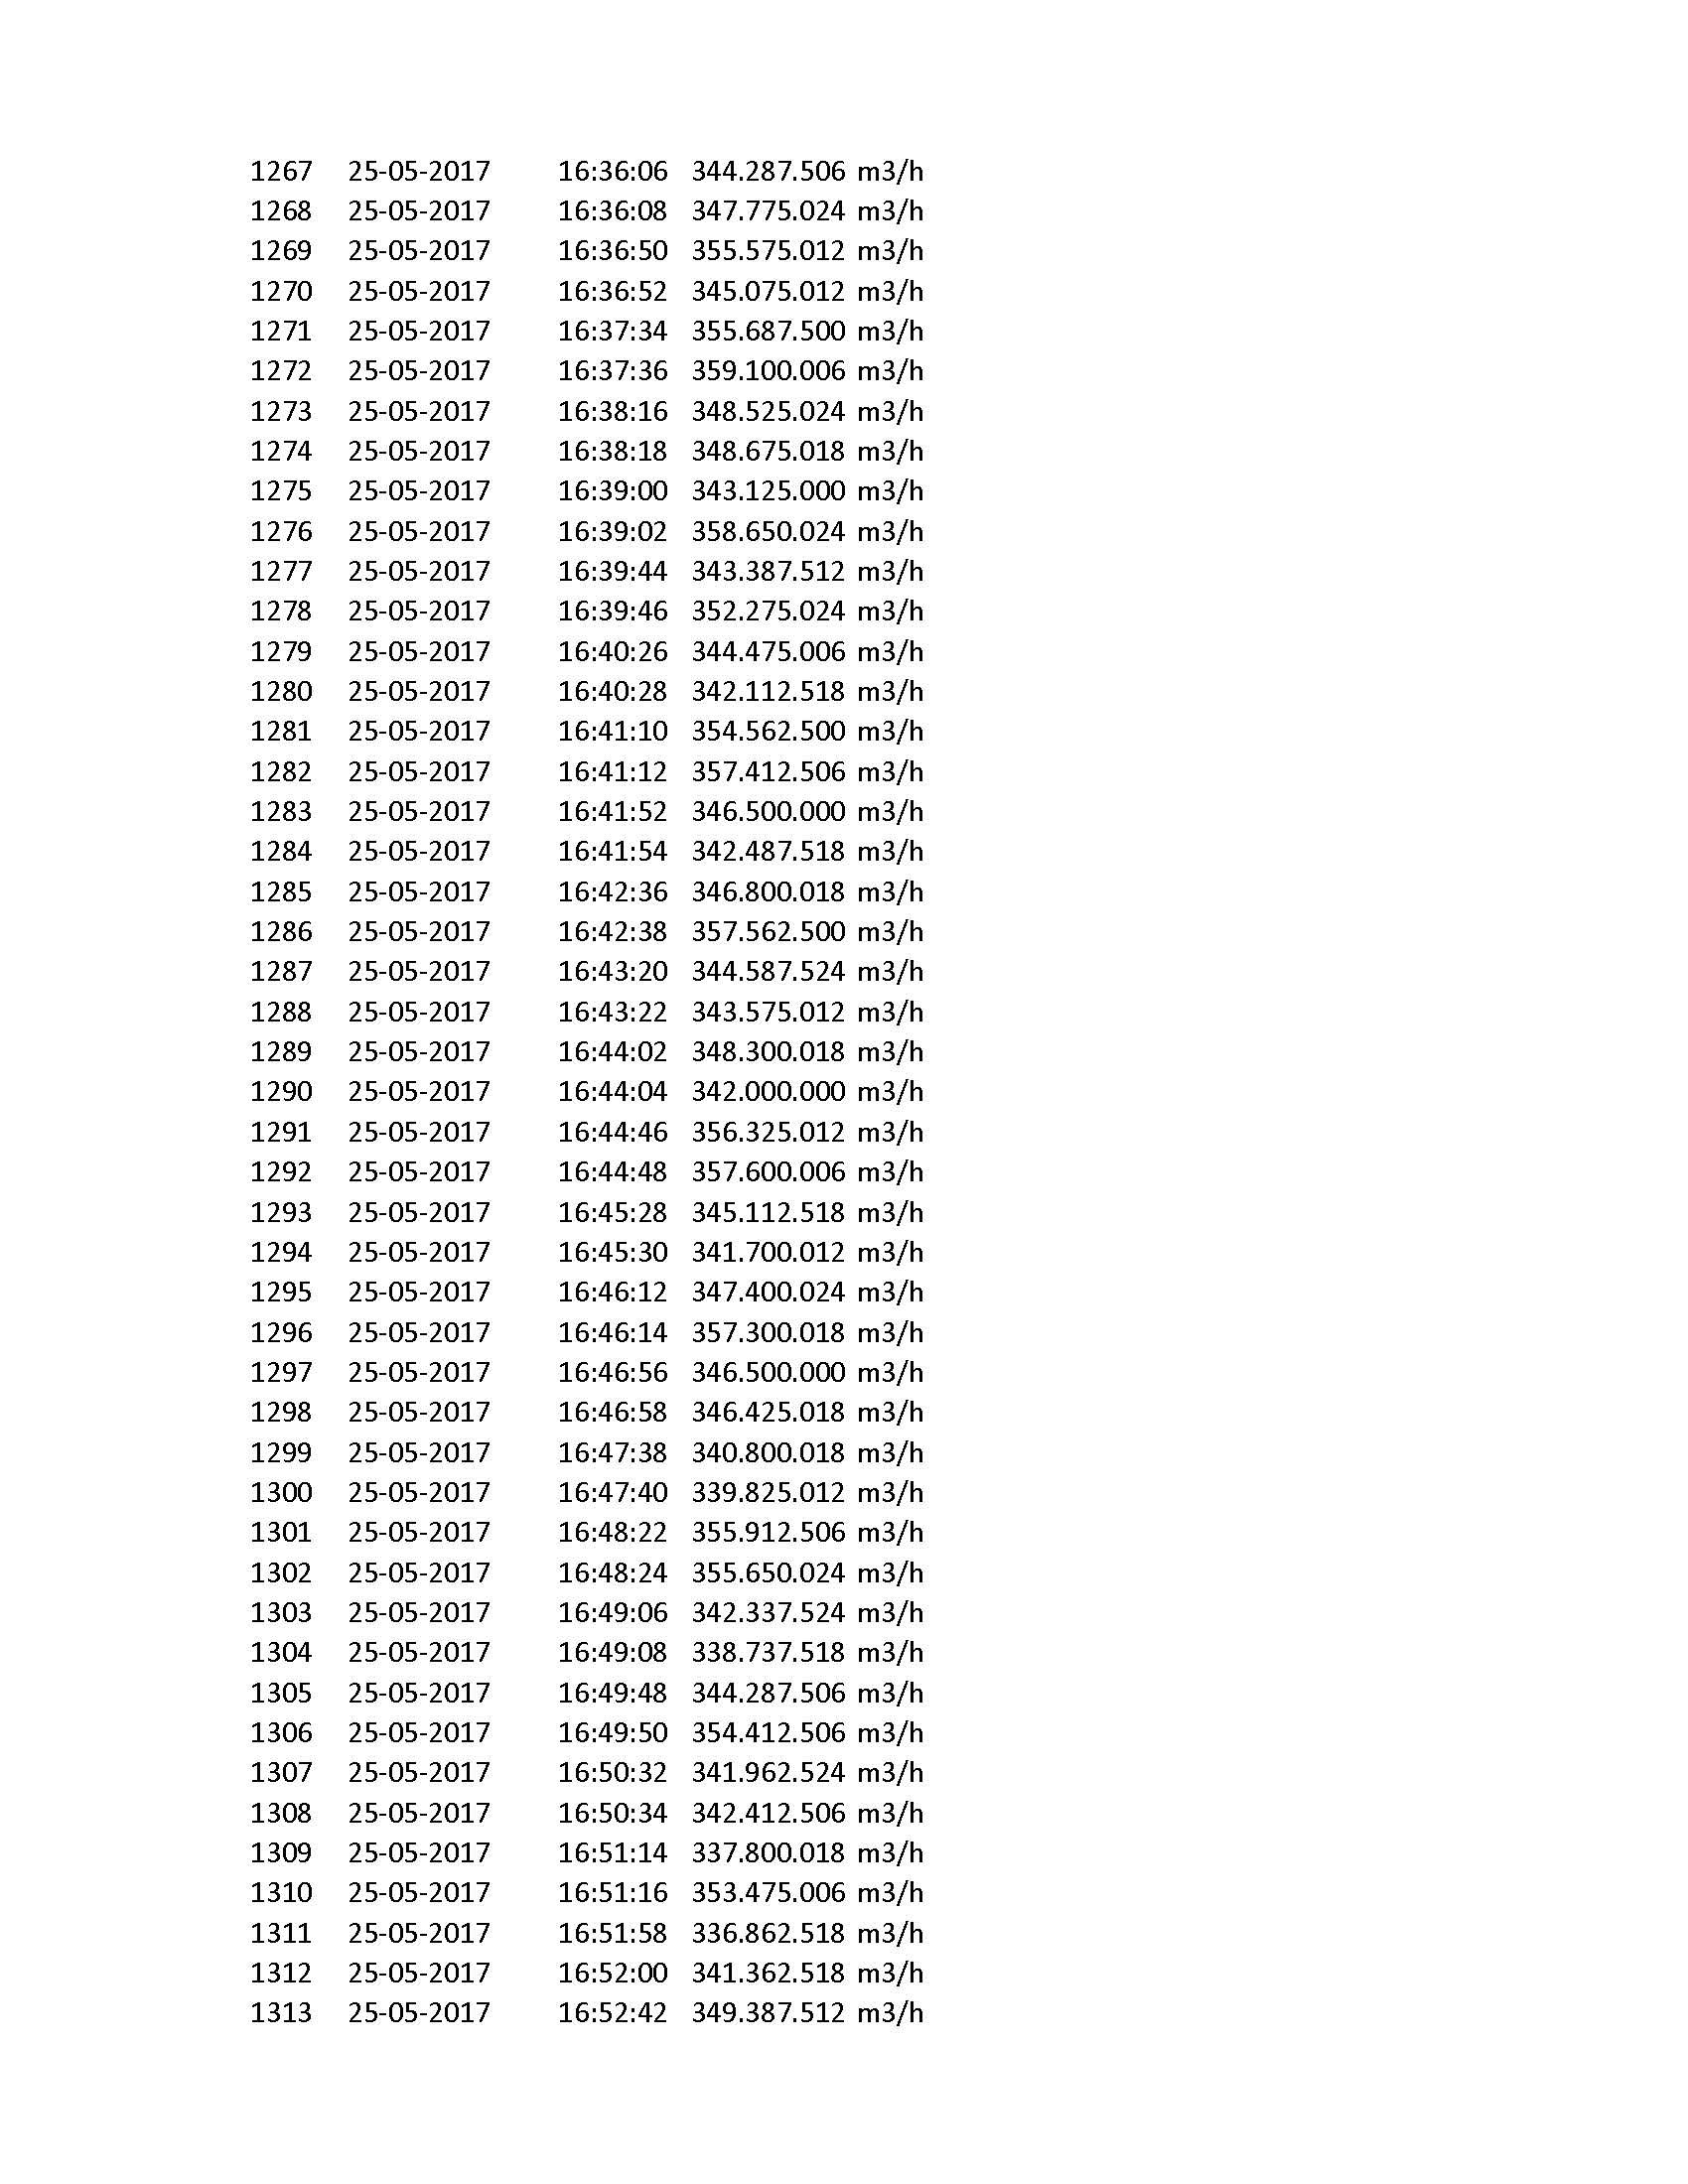 1267 25-05-2017 16:36:06 344.287.506 m3/h
1268 25-05-2017 16:36:08 347.775.024 m3/h
1269 25-05-2017 16:36:50 355.575.012 m3/h
1270 25-05-2017 16:36:52 345.075.012 m3/h
1271 25-05-2017 16:37:34 355.687.500 m3/h
1272 25-05-2017 16:37:36 359.100.006 m3/h
1273 25-05-2017 16:38:16 348.525.024 m3/h
1274 25-05-2017 16:38:18 348.675.018 m3/h
1275 25-05-2017 16:39:00 343.125.000 m3/h
1276 25-05-2017 16:39:02 358.650.024 m3/h
1277 25-05-2017 16:39:44 343.387.512 m3/h
1278 25-05-2017 16:39:46 352.275.024 m3/h
1279 25-05-2017 16:40:26 344.475.006 m3/h
1280 25-05-2017 16:40:28 342.112.518 m3/h
1281 25-05-2017 16:41:10 354.562.500 m3/h
1282 25-05-2017 16:41:12 357.412.506 m3/h
1283 25-05-2017 16:41:52 346.500.000 m3/h
1284 25-05-2017 16:41:54 342.487.518 m3/h
1285 25-05-2017 16:42:36 346.800.018 m3/h
1286 25-05-2017 16:42:38 357.562.500 m3/h
1287 25-05-2017 16:43:20 344.587.524 m3/h
1288 25-05-2017 16:43:22 343.575.012 m3/h
1289 25-05-2017 16:44:02 348.300.018 m3/h
1290 25-05-2017 16:44:04 342.000.000 m3/h
1291 25-05-2017 16:44:46 356.325.012 m3/h
1292 25-05-2017 16:44:48 357.600.006 m3/h
1293 25-05-2017 16:45:28 345.112.518 m3/h
1294 25-05-2017 16:45:30 341.700.012 m3/h
1295 25-05-2017 16:46:12 347.400.024 m3/h
1296 25-05-2017 16:46:14 357.300.018 m3/h
1297 25-05-2017 16:46:56 346.500.000 m3/h
1298 25-05-2017 16:46:58 346.425.018 m3/h
1299 25-05-2017 16:47:38 340.800.018 m3/h
1300 25-05-2017 16:47:40 339.825.012 m3/h
1301 25-05-2017 16:48:22 355.912.506 m3/h
1302 25-05-2017 16:48:24 355.650.024 m3/h
1303 25-05-2017 16:49:06 342.337.524 m3/h
1304 25-05-2017 16:49:08 338.737.518 m3/h
1305 25-05-2017 16:49:48 344.287.506 m3/h
1306 25-05-2017 16:49:50 354.412.506 m3/h
1307 25-05-2017 16:50:32 341.962.524 m3/h
1308 25-05-2017 16:50:34 342.412.506 m3/h
1309 25-05-2017 16:51:14 337.800.018 m3/h
1310 25-05-2017 16:51:16 353.475.006 m3/h
1311 25-05-2017 16:51:58 336.862.518 m3/h
1312 25-05-2017 16:52:00 341.362.518 m3/h
1313 25-05-2017 16:52:42 349.387.512 m3/h